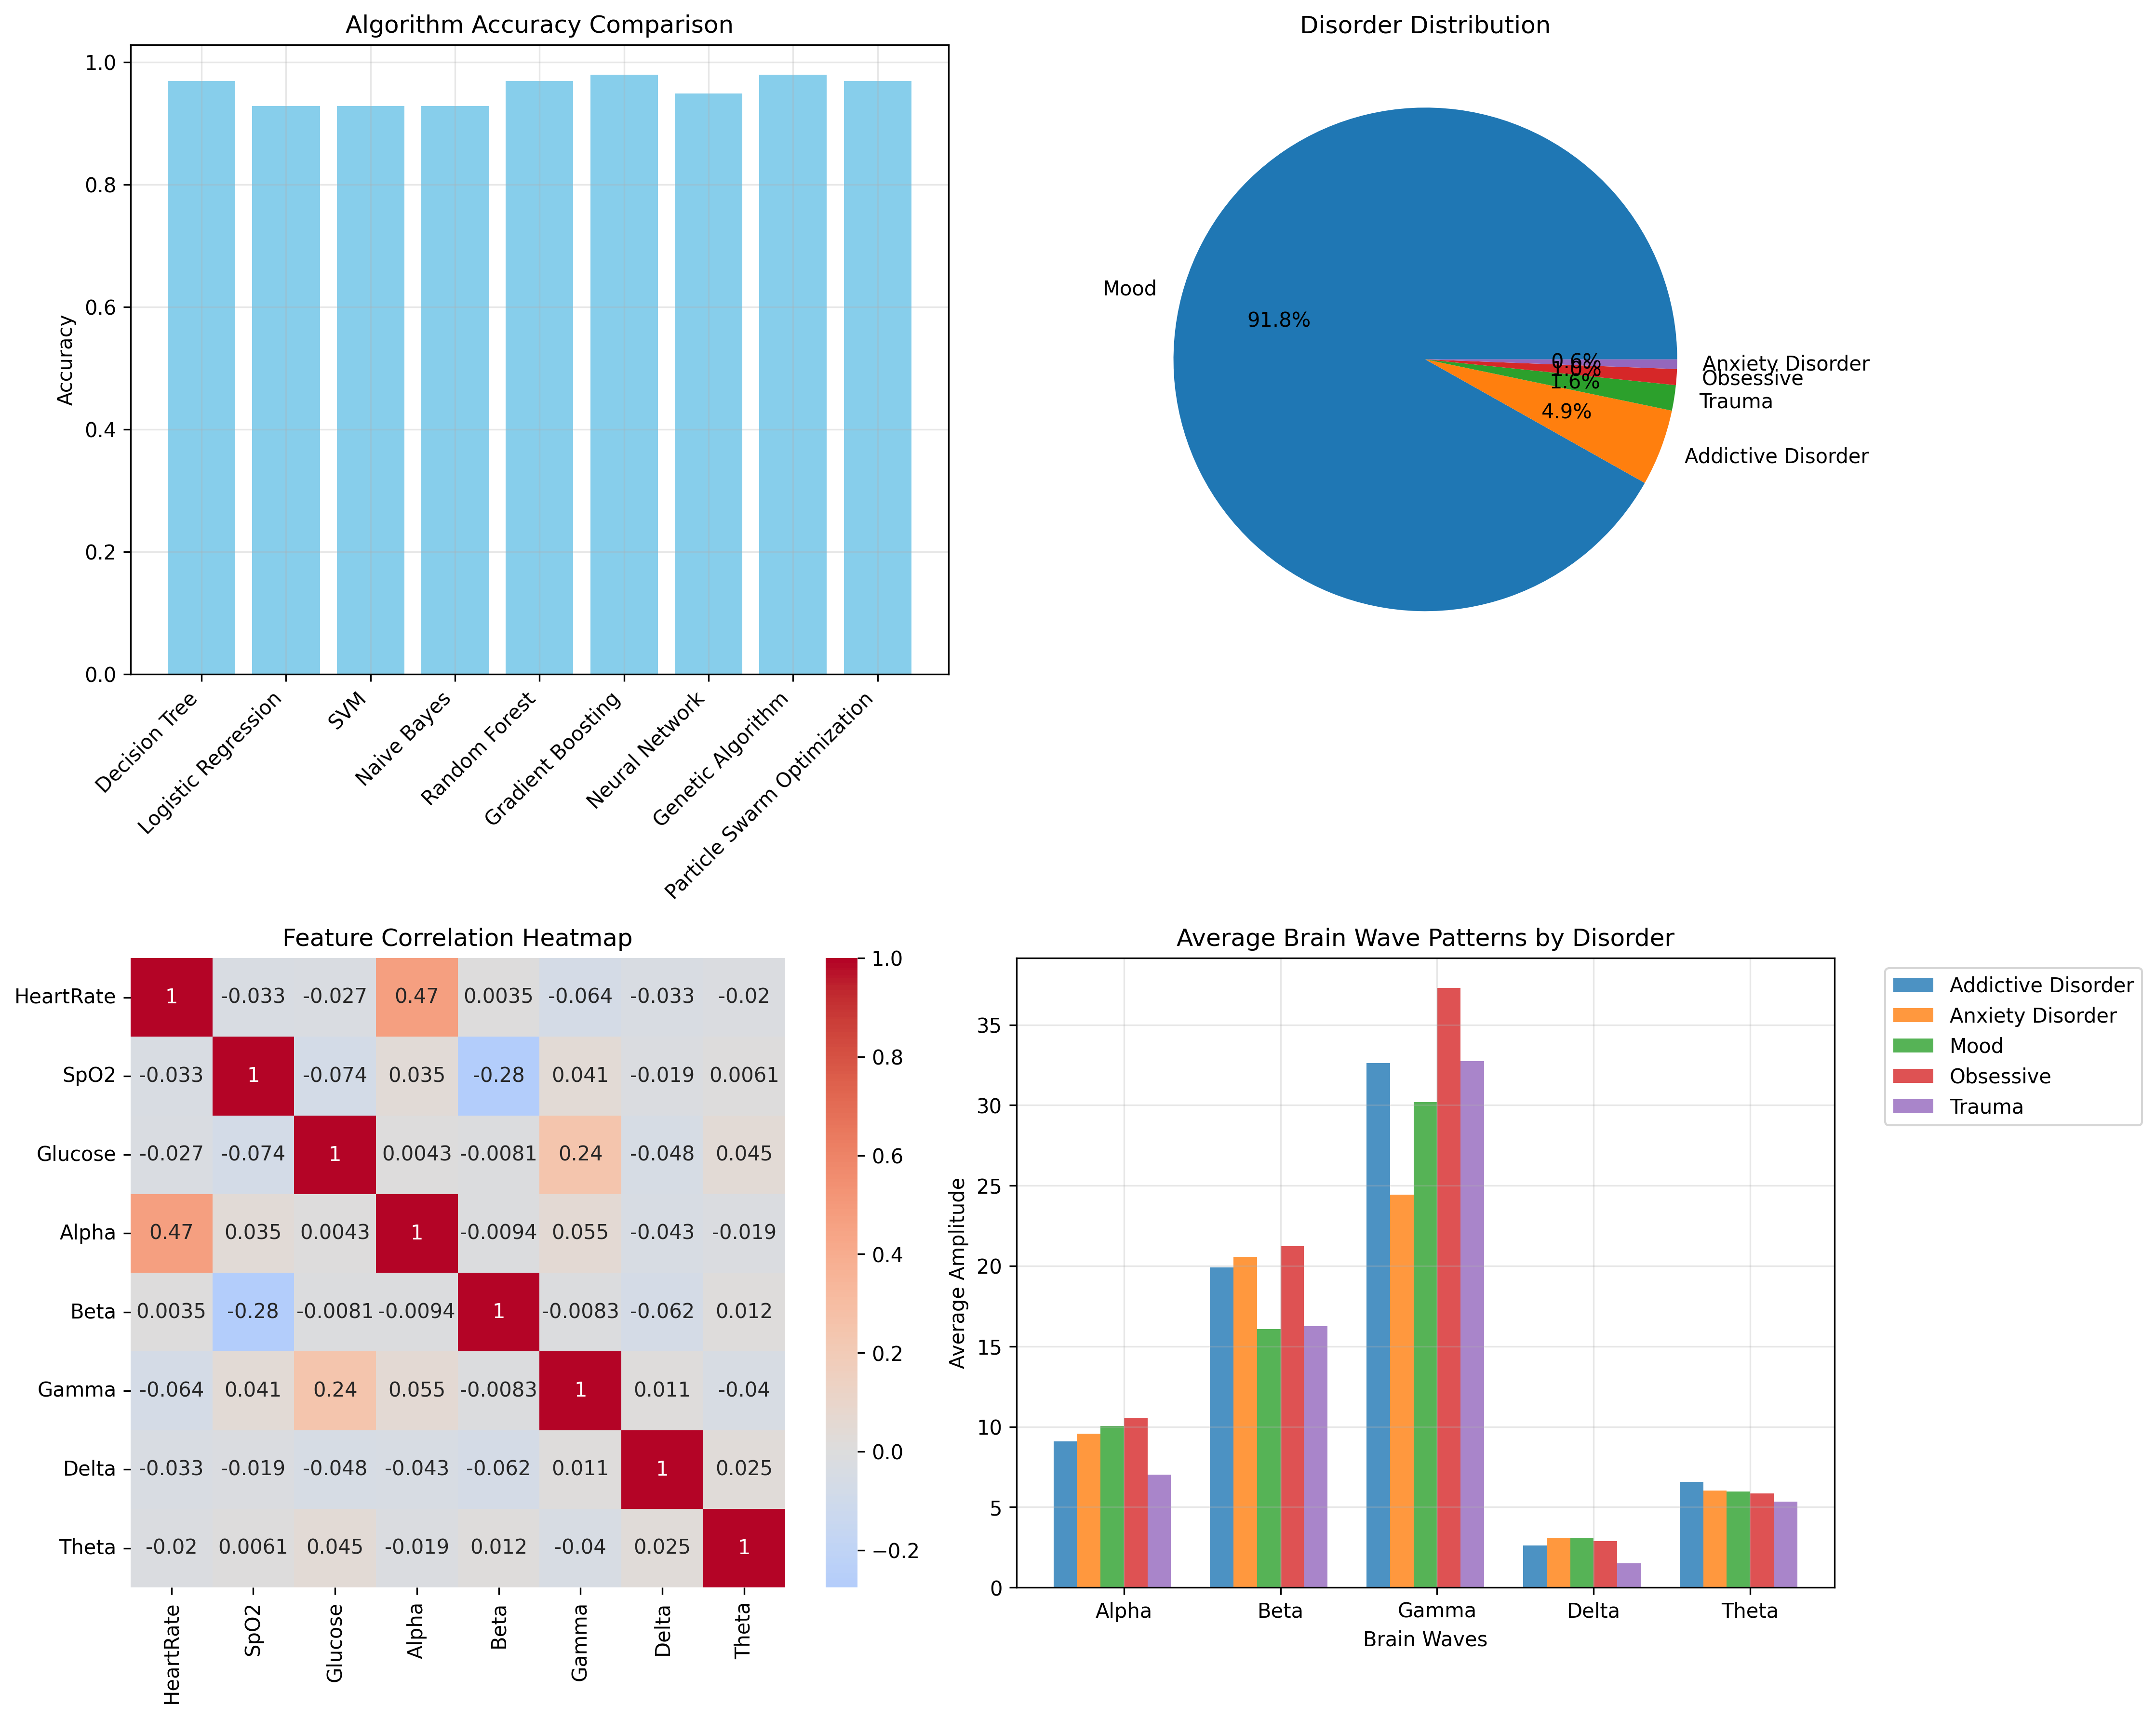 Algorithm Accuracy Comparison
Accuracy
1.0
0.8
0.6
0.4
0.2
0.0
Decision Tree
Logistic Regression
SVM
Naive Bayes
Random Forest
Gradient Boosting
Neural Network
Genetic Algorithm
Particle Swarm Optimization
Disorder Distribution
Mood
91.8%
0.6%
1.0%
1.6%
4.9%
Anxiety Disorder
Obsessive
Trauma
Addictive Disorder
Feature Correlation Heatmap
HeartRate 1 -0.033 -0.027 0.47 0.0035 -0.064 -0.033 -0.02
SpO2 -0.033 1 -0.074 0.035 -0.28 0.041 -0.019 0.0061
Glucose -0.027 -0.074 1 0.0043 -0.0081 0.24 -0.048 0.045
Alpha 0.47 0.035 0.0043 1 -0.0094 0.055 -0.043 -0.019
Beta 0.0035 -0.28 -0.0081 -0.0094 1 -0.0083 -0.062 0.012
Gamma -0.064 0.041 0.24 0.055 -0.0083 1 0.011 -0.04
Delta -0.033 -0.019 -0.048 -0.043 -0.062 0.011 1 0.025
Theta -0.02 0.0061 0.045 -0.019 0.012 -0.04 0.025 1
HeartRate SpO2 Glucose Alpha Beta Gamma Delta Theta
1.0
0.8
0.6
0.4
0.2
0.0
−0.2
Average Brain Wave Patterns by Disorder
Average Amplitude
35
30
25
20
15
10
5
0
Alpha Beta Gamma Delta Theta
Brain Waves
Addictive Disorder
Anxiety Disorder
Mood
Obsessive
Trauma